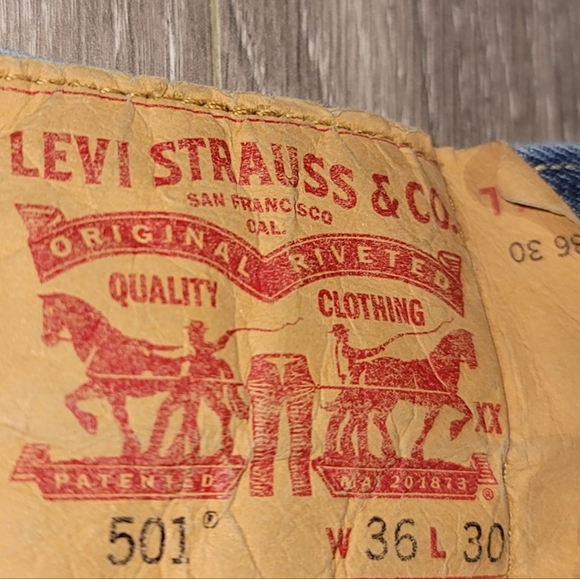 LEVI STRAUSS & CO.
SAN FRANCISCO
CAL.
ORIGINAL RIVETED
QUALITY CLOTHING
XX
PATENTED MAY 20 1873 ®
501® W 36 L 30
36 30